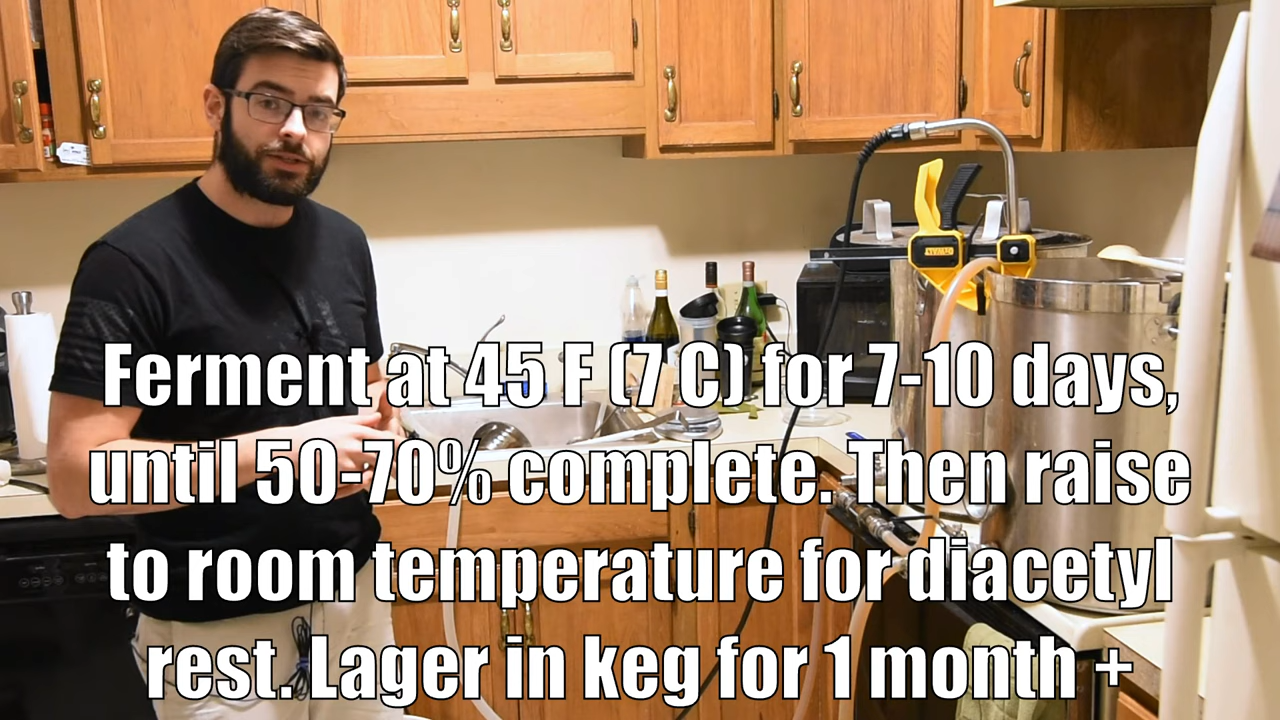 Ferment at 45 F (7 C) for 7-10 days,
until 50-70% complete. Then raise
to room temperature for diacetyl
rest. Lager in keg for 1 month +
DEWALT